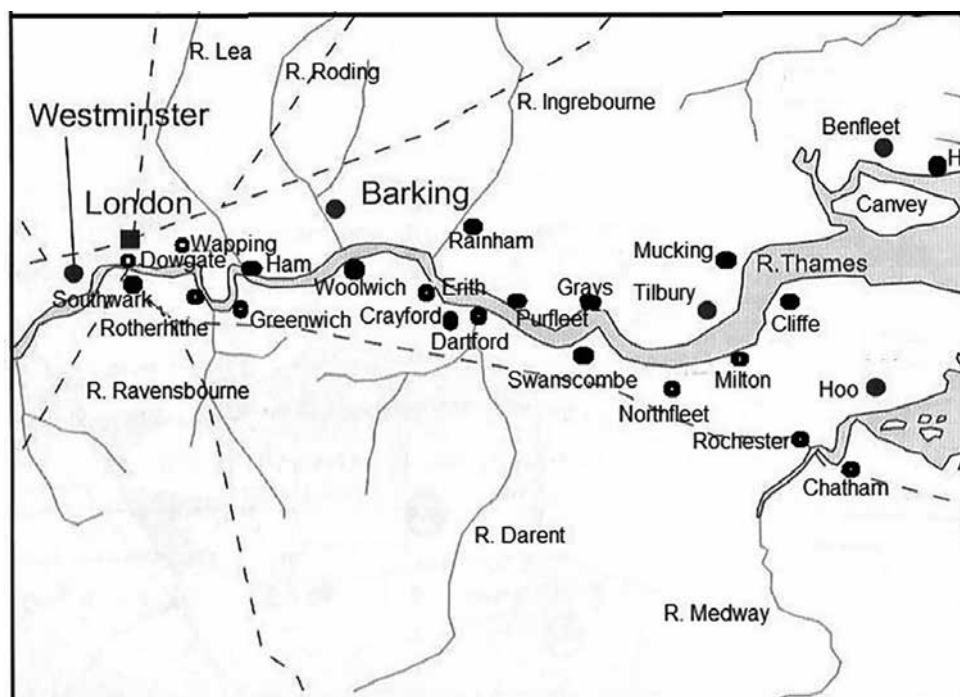 R. Lea
R. Roding
R. Ingrebourne
Westminster
Benfleet
H
London
Barking
Canvey
Wapping
Rainham
Dowgate
Ham
Mucking
R.Thames
Southwark
Woolwich
Erith
Grays
Tilbury
Rotherhithe
Greenwich
Crayford
Purfleet
Cliffe
Dartford
R. Ravensbourne
Swanscombe
Milton
Hoo
Northfleet
Rochester
Chatham
R. Darent
R. Medway